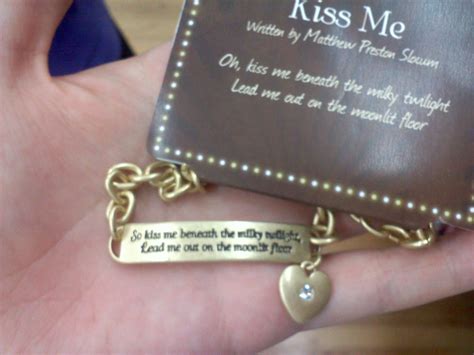 Kiss Me
Written by Matthew Preston Slocum
Oh, kiss me beneath the milky twilight
Lead me out on the moonlit floor
So kiss me beneath the milky twilight,
Lead me out on the moonlit floor